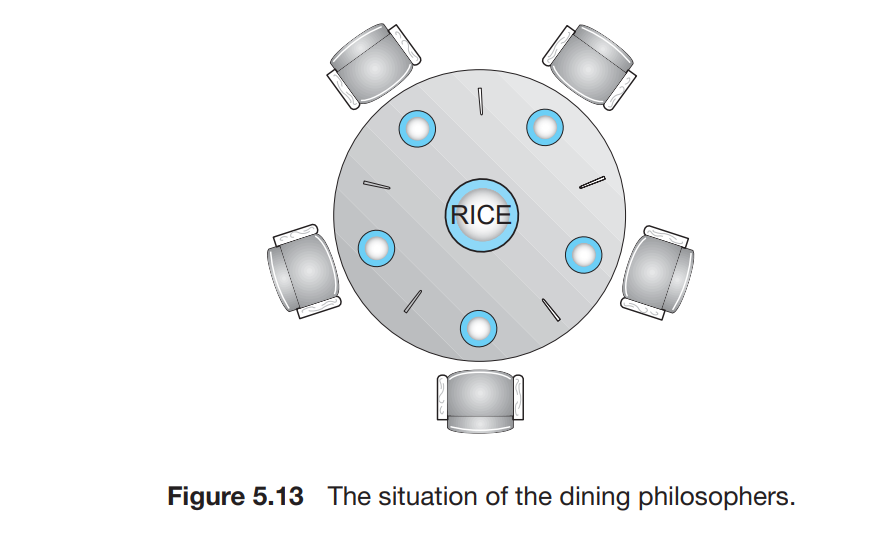 RICE
Figure 5.13 The situation of the dining philosophers.